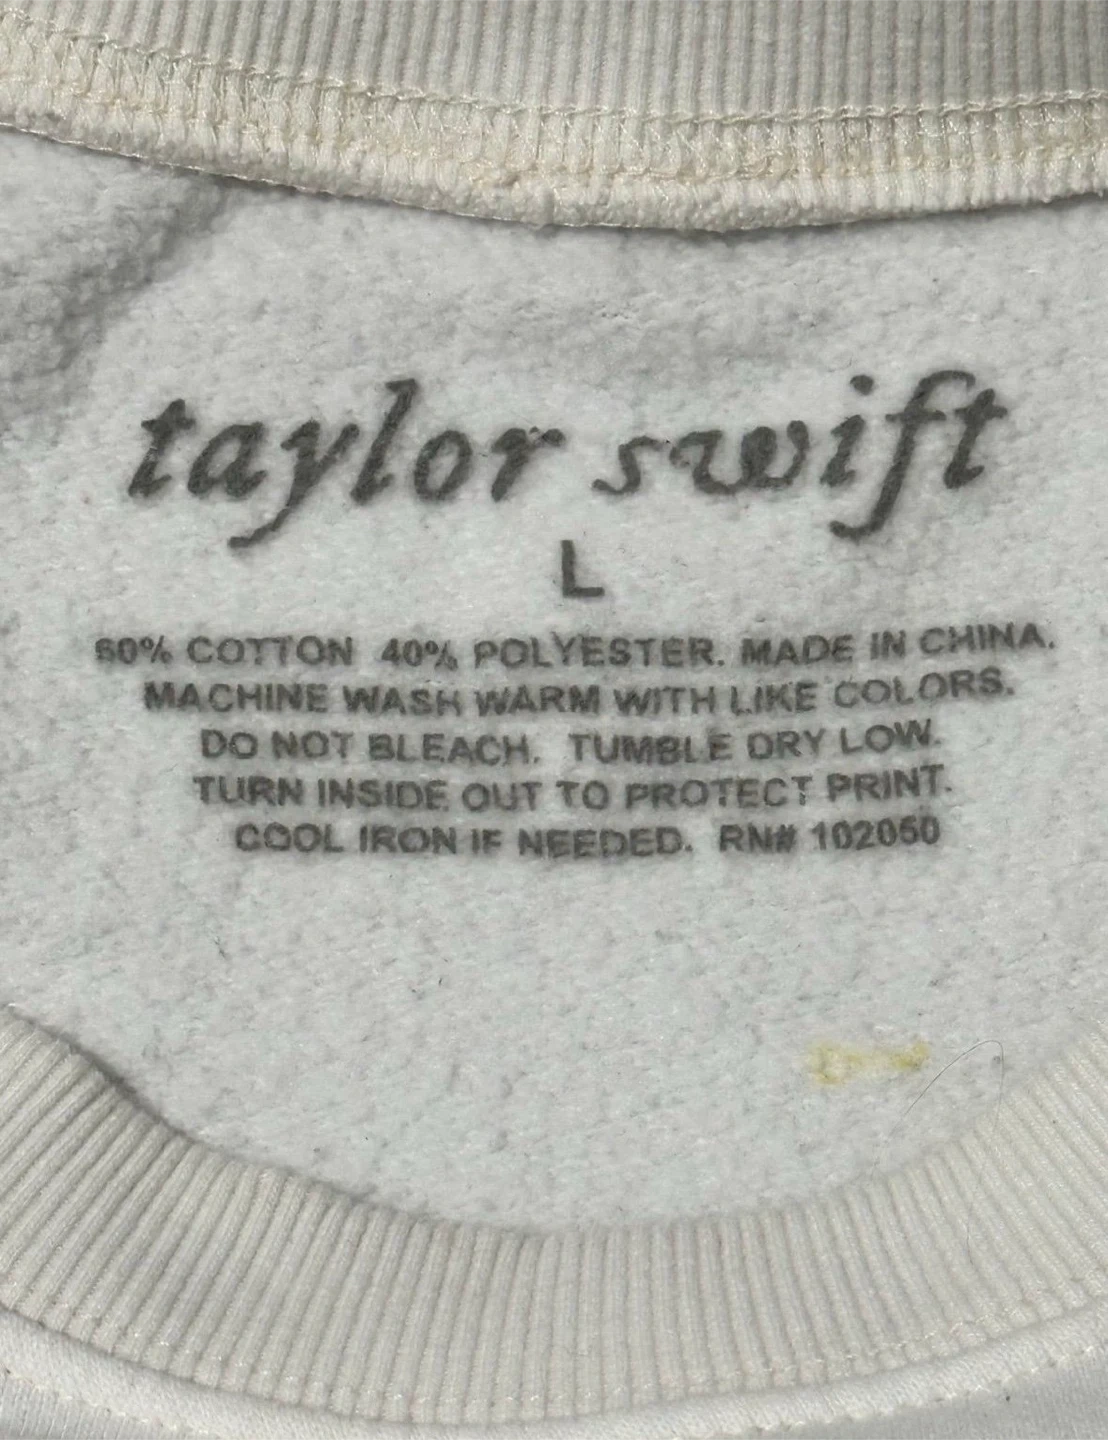 taylor swift
L
60% COTTON 40% POLYESTER. MADE IN CHINA.
MACHINE WASH WARM WITH LIKE COLORS.
DO NOT BLEACH. TUMBLE DRY LOW.
TURN INSIDE OUT TO PROTECT PRINT.
COOL IRON IF NEEDED. RN# 102060